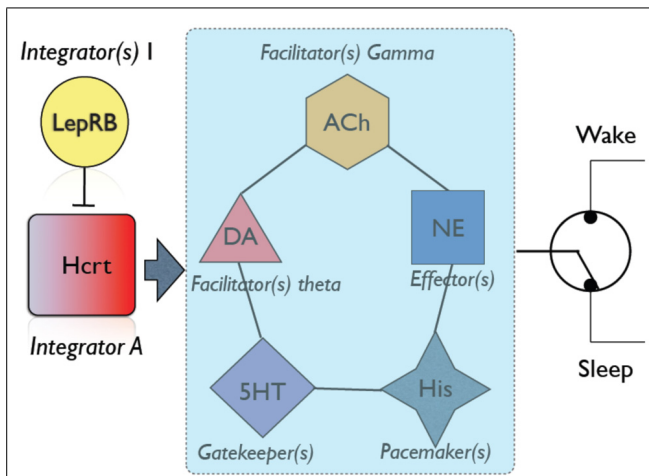 Integrator(s) I
LepRB
Hcrt
Integrator A
Facilitator(s) Gamma
ACh
DA
Facilitator(s) theta
NE
Effector(s)
5HT
Gatekeeper(s)
His
Pacemaker(s)
Wake
Sleep